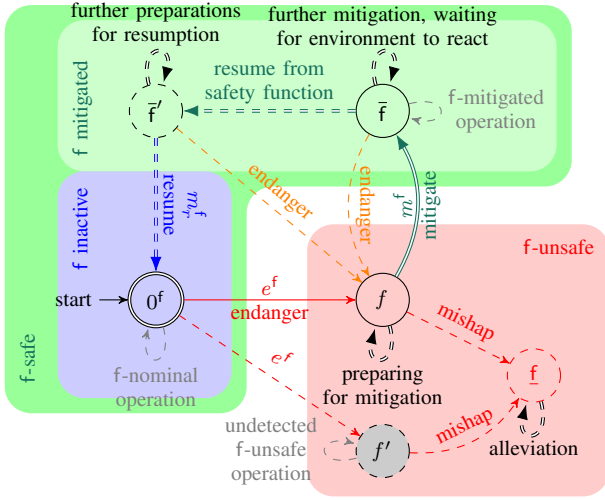 further preparations
for resumption
further mitigation, waiting
for environment to react
f mitigated
f̄′
resume from
safety function
f̄
f-mitigated
operation
endanger
endanger
m^f
mitigate
resume
m_r^f
f inactive
f-safe
f-unsafe
start
0^f
e^f
endanger
f
mishap
f-nominal
operation
e^f
preparing
for mitigation
f̲
undetected
f-unsafe
operation
f′
mishap
alleviation